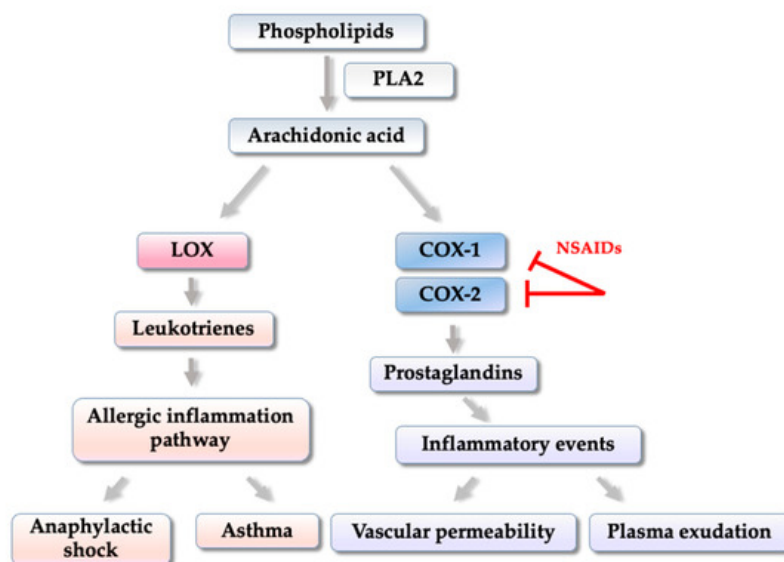 Phospholipids
PLA2
Arachidonic acid
LOX
COX-1
NSAIDs
COX-2
Leukotrienes
Prostaglandins
Allergic inflammation
pathway
Inflammatory events
Anaphylactic
shock
Asthma
Vascular permeability
Plasma exudation